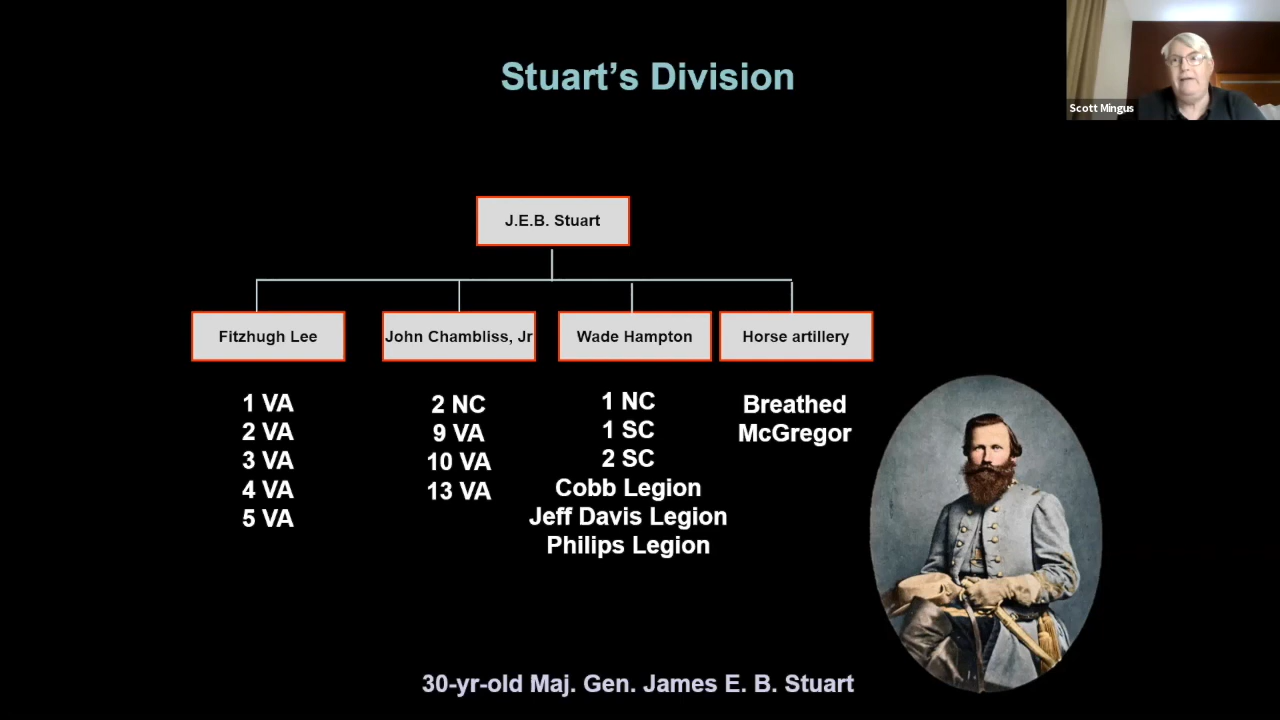 Stuart's Division
Scott Mingus
J.E.B. Stuart
Fitzhugh Lee
John Chambliss, Jr
Wade Hampton
Horse artillery
1 VA
2 VA
3 VA
4 VA
5 VA
2 NC
9 VA
10 VA
13 VA
1 NC
1 SC
2 SC
Cobb Legion
Jeff Davis Legion
Philips Legion
Breathed
McGregor
30-yr-old Maj. Gen. James E. B. Stuart